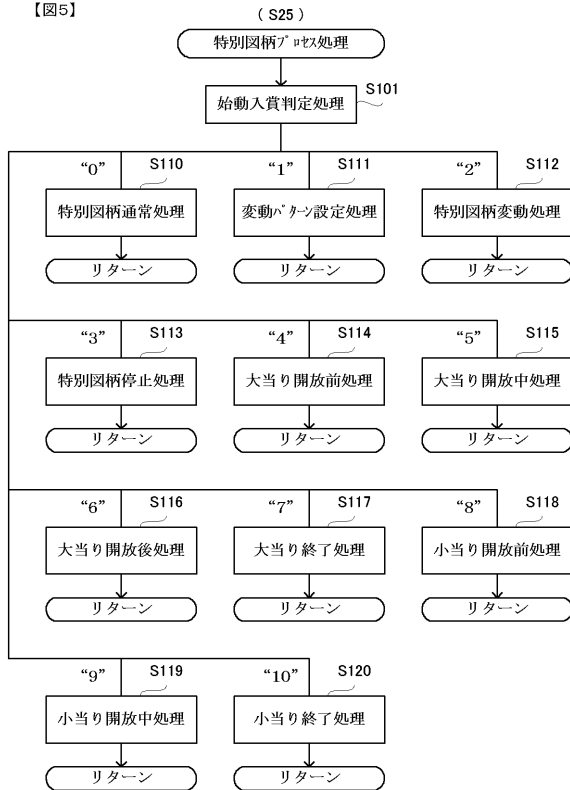 【図5】
( S25 )
特別図柄ﾌﾟﾛｾｽ処理
始動入賞判定処理
S101
“0” S110 “1” S111 “2” S112
特別図柄通常処理 変動ﾊﾟﾀｰﾝ設定処理 特別図柄変動処理
リターン リターン リターン
“3” S113 “4” S114 “5” S115
特別図柄停止処理 大当り開放前処理 大当り開放中処理
リターン リターン リターン
“6” S116 “7” S117 “8” S118
大当り開放後処理 大当り終了処理 小当り開放前処理
リターン リターン リターン
“9” S119 “10” S120
小当り開放中処理 小当り終了処理
リターン リターン